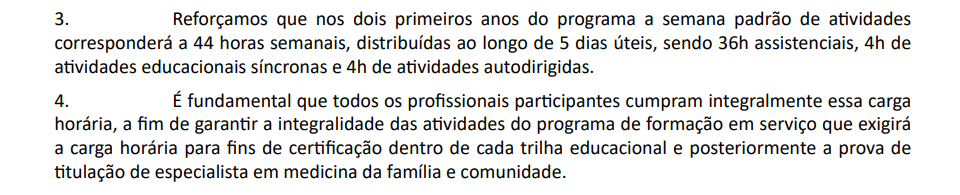 3. Reforçamos que nos dois primeiros anos do programa a semana padrão de atividades
corresponderá a 44 horas semanais, distribuídas ao longo de 5 dias úteis, sendo 36h assistenciais, 4h de
atividades educacionais síncronas e 4h de atividades autodirigidas.
4. É fundamental que todos os profissionais participantes cumpram integralmente essa carga
horária, a fim de garantir a integralidade das atividades do programa de formação em serviço que exigirá
a carga horária para fins de certificação dentro de cada trilha educacional e posteriormente a prova de
titulação de especialista em medicina da família e comunidade.